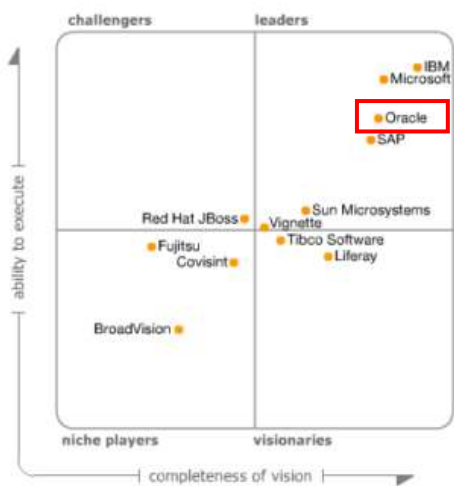 challengers
leaders
IBM
Microsoft
Oracle
SAP
Sun Microsystems
Red Hat JBoss
Vignette
Tibco Software
Fujitsu
Liferay
Covisint
BroadVision
niche players
visionaries
ability to execute
completeness of vision